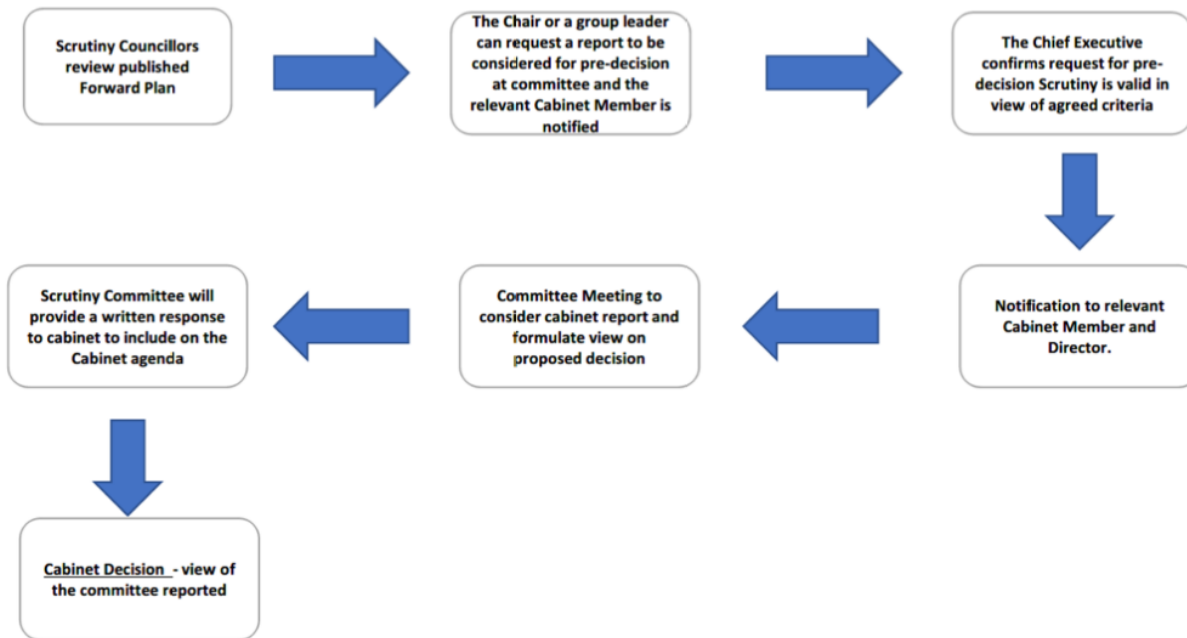 Scrutiny Councillors
review published
Forward Plan
The Chair or a group leader
can request a report to be
considered for pre-decision
at committee and the
relevant Cabinet Member is
notified
The Chief Executive
confirms request for pre-
decision Scrutiny is valid in
view of agreed criteria
Notification to relevant
Cabinet Member and
Director.
Committee Meeting to
consider cabinet report and
formulate view on
proposed decision
Scrutiny Committee will
provide a written response
to cabinet to include on the
Cabinet agenda
Cabinet Decision - view of
the committee reported